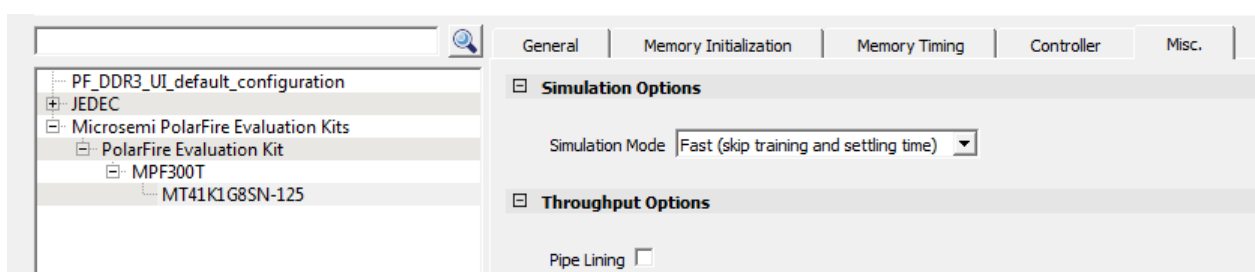 General
Memory Initialization
Memory Timing
Controller
Misc.
PF_DDR3_UI_default_configuration
JEDEC
Microsemi PolarFire Evaluation Kits
PolarFire Evaluation Kit
MPF300T
MT41K1G8SN-125
Simulation Options
Simulation Mode Fast (skip training and settling time)
Throughput Options
Pipe Lining